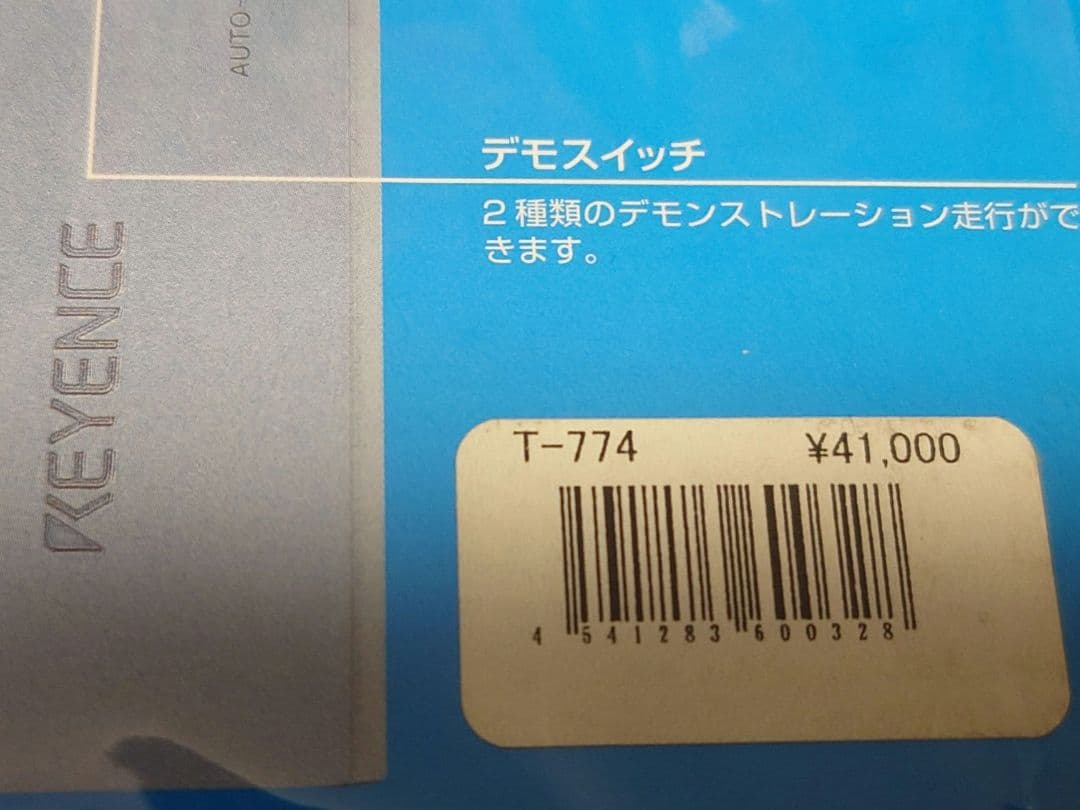 AUTO-
KEYENCE
デモスイッチ
2種類のデモンストレーション走行がで
きます。
T-774 ¥41,000
4 541283 600328